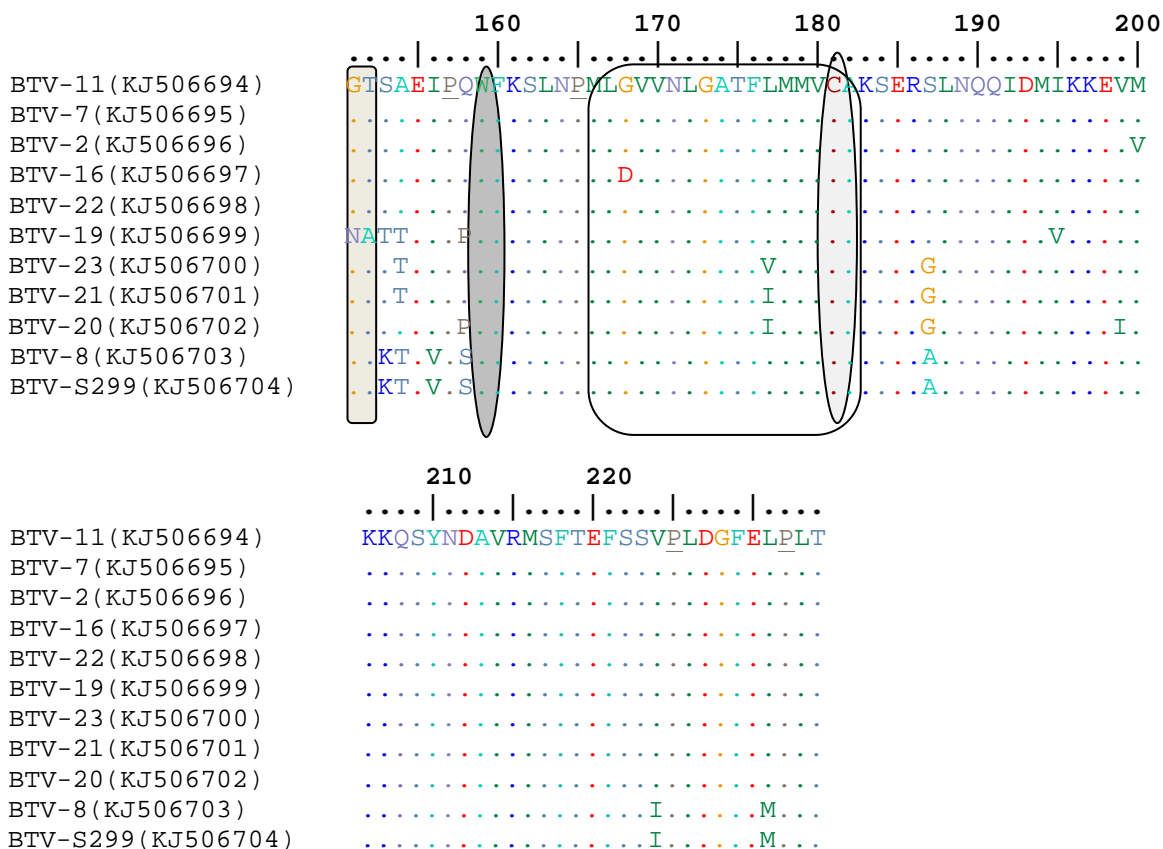 160 170 180 190 200
....|....|....|....|....|....|....|....|....|....|
BTV-11(KJ506694) GTSAEIPQWFKSLNPMLGVVNLGATFLMMVCAKSERSLNQQIDMIKKEVM
BTV-7(KJ506695) ..................................................
BTV-2(KJ506696) .................................................V
BTV-16(KJ506697) .................D................................
BTV-22(KJ506698) ..................................................
BTV-19(KJ506699) NATT...P....................................V.....
BTV-23(KJ506700) ...T......................V.........G.............
BTV-21(KJ506701) ...T......................I.........G.............
BTV-20(KJ506702) .......P..................I.........G...........I.
BTV-8(KJ506703) ..KT.V.S............................A.............
BTV-S299(KJ506704) ..KT.V.S............................A.............
210 220
....|....|....|....|....|....
BTV-11(KJ506694) KKQSYNDAVRMSFTEFSSVPLDGFELPLT
BTV-7(KJ506695) .............................
BTV-2(KJ506696) .............................
BTV-16(KJ506697) .............................
BTV-22(KJ506698) .............................
BTV-19(KJ506699) .............................
BTV-23(KJ506700) .............................
BTV-21(KJ506701) .............................
BTV-20(KJ506702) .............................
BTV-8(KJ506703) ..................I......M...
BTV-S299(KJ506704) ..................I......M...